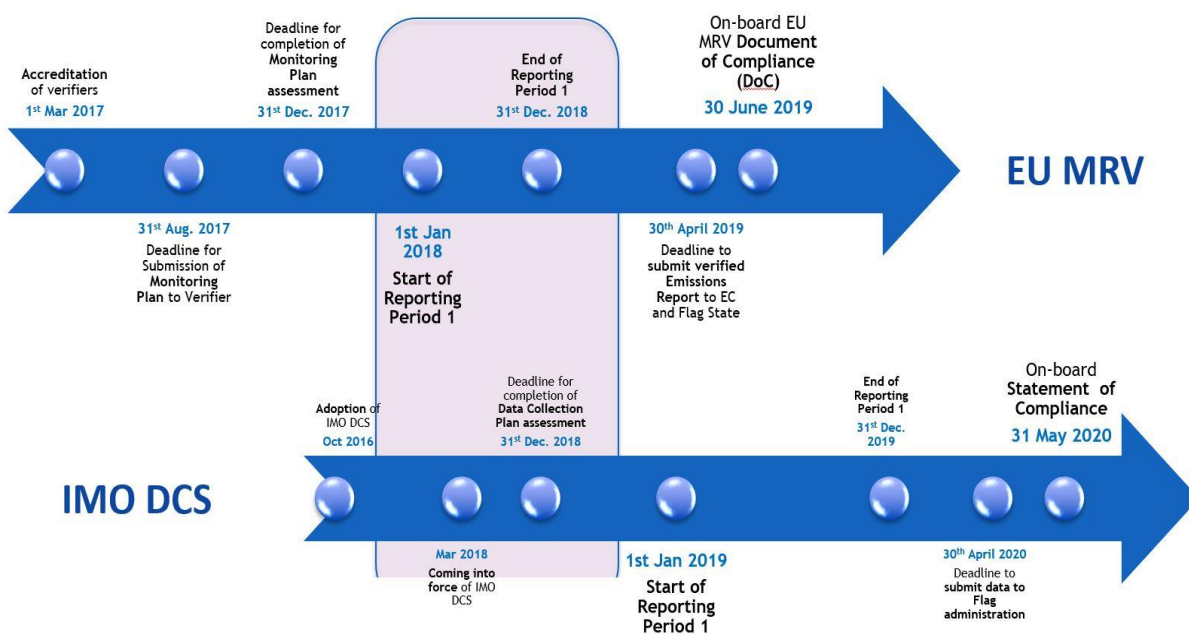 Accreditation
of verifiers
1st Mar 2017
Deadline for
completion of
Monitoring
Plan
assessment
31st Dec. 2017
End of
Reporting
Period 1
31st Dec. 2018
On-board EU
MRV Document
of Compliance
(DoC)
30 June 2019
EU MRV
31st Aug. 2017
Deadline for
Submission of
Monitoring
Plan to Verifier
1st Jan
2018
Start of
Reporting
Period 1
30th April 2019
Deadline to
submit verified
Emissions
Report to EC
and Flag State
IMO DCS
Adoption of
IMO DCS
Oct 2016
Deadline for
completion of
Data Collection
Plan assessment
31st Dec. 2018
End of
Reporting
Period 1
31st Dec.
2019
On-board
Statement of
Compliance
31 May 2020
Mar 2018
Coming into
force of IMO
DCS
1st Jan 2019
Start of
Reporting
Period 1
30th April 2020
Deadline to
submit data to
Flag
administration